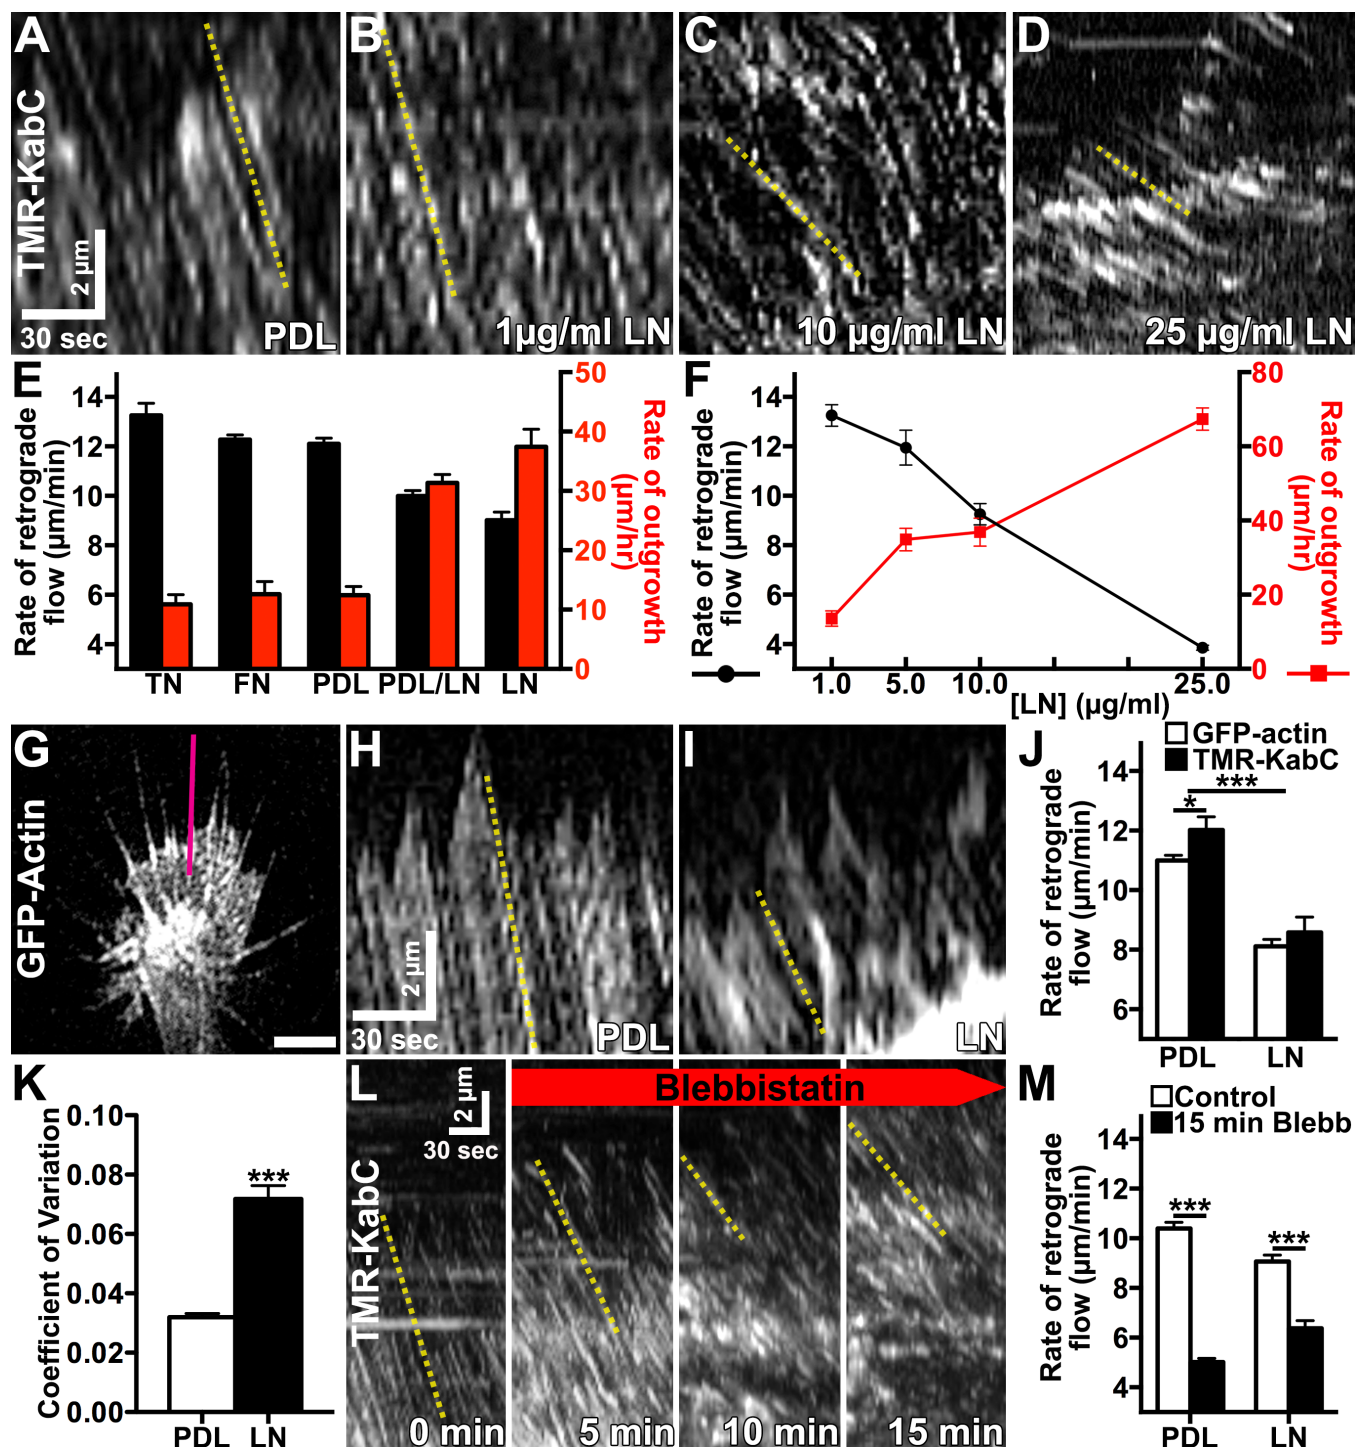 A
B
C
D
TMR-KabC
2 µm
30 sec
PDL
1µg/ml LN
10 µg/ml LN
25 µg/ml LN
E
Rate of retrograde
flow (µm/min)
14
12
10
8
6
4
50
40
30
20
10
0
Rate of outgrowth
(µm/hr)
TN
FN
PDL
PDL/LN
LN
F
Rate of retrograde
flow (µm/min)
14
12
10
8
6
4
80
60
40
20
0
Rate of outgrowth
(µm/hr)
1.0
5.0
10.0
25.0
[LN] (µg/ml)
G
GFP-Actin
H
2 µm
30 sec
PDL
I
LN
J
GFP-actin
TMR-KabC
Rate of retrograde
flow (µm/min)
14
12
10
8
6
*
***
PDL
LN
K
Coefficient of Variation
0.10
0.08
0.06
0.04
0.02
0.00
***
PDL
LN
L
Blebbistatin
TMR-KabC
2 µm
30 sec
0 min
5 min
10 min
15 min
M
Control
15 min Blebb
Rate of retrograde
flow (µm/min)
14
12
10
8
6
4
***
***
PDL
LN